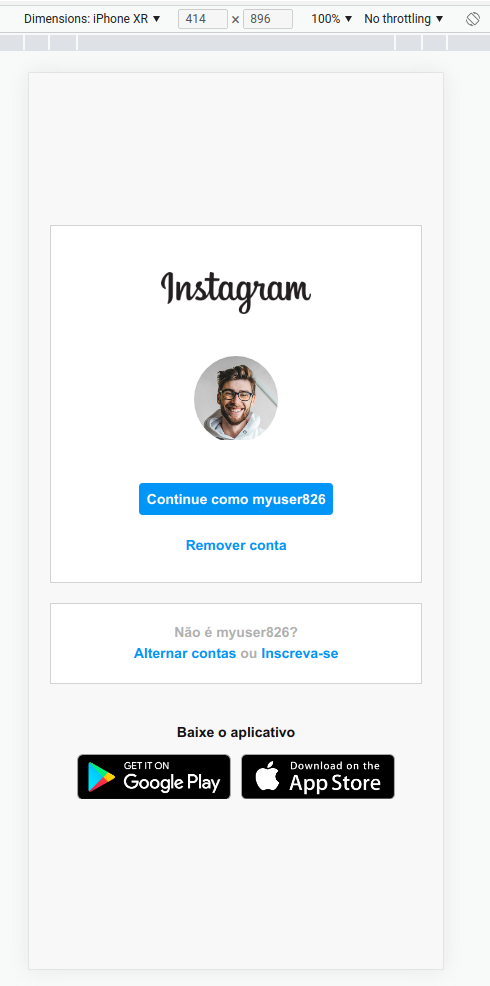 Dimensions: iPhone XR ▼ 414 × 896 100% ▼ No throttling ▼
Instagram
Continue como myuser826
Remover conta
Não é myuser826?
Alternar contas ou Inscreva-se
Baixe o aplicativo
GET IT ON
Google Play
Download on the
App Store